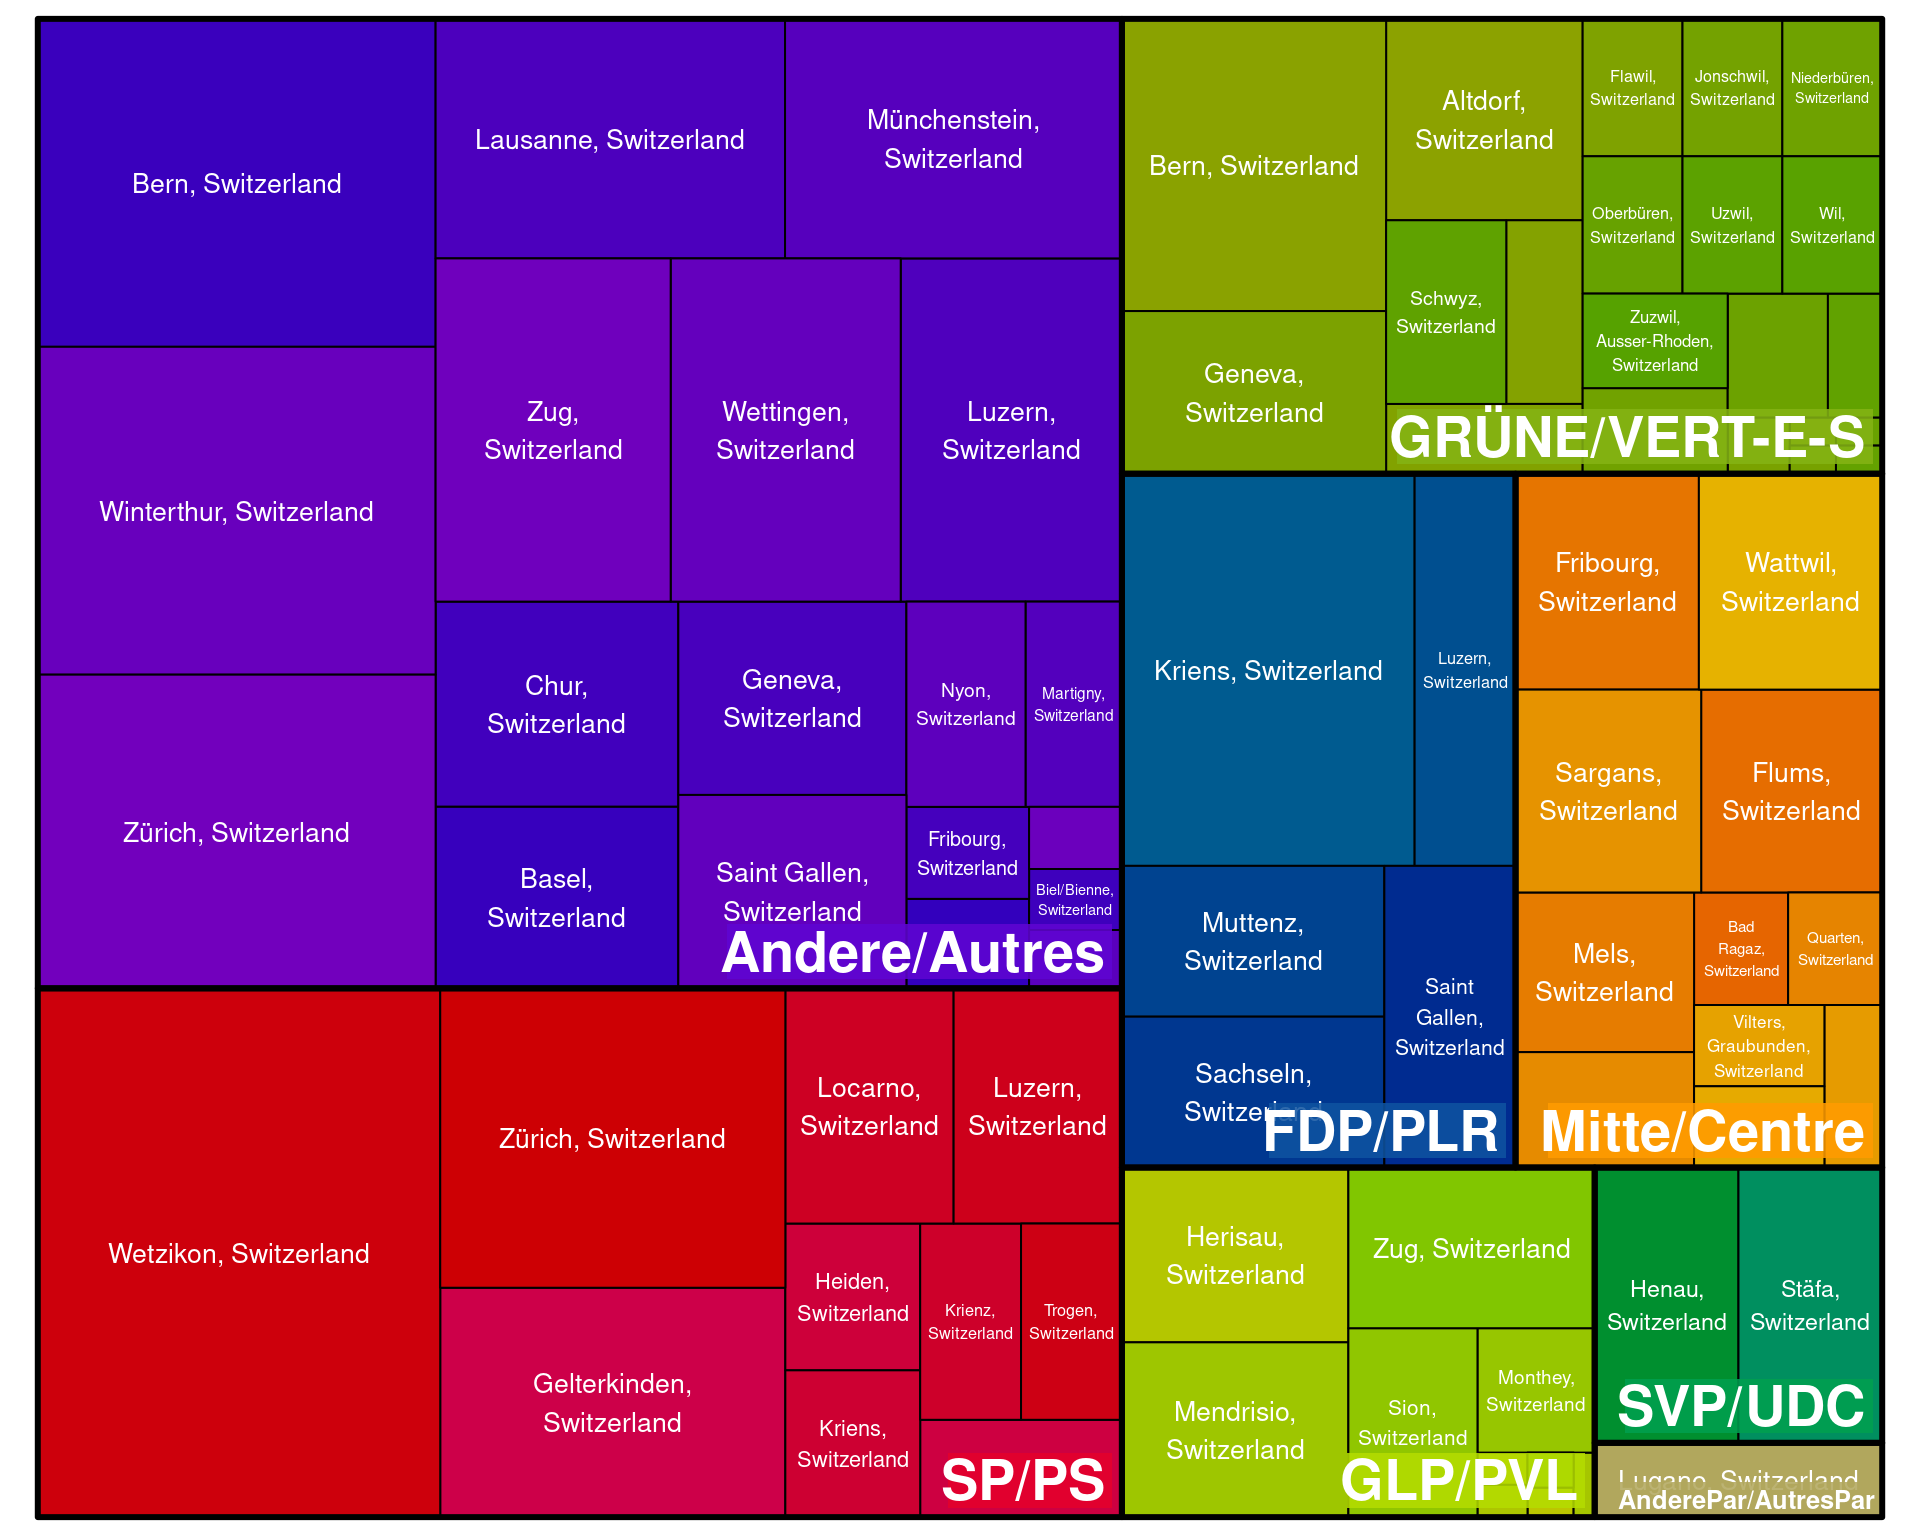 Bern, Switzerland
Lausanne, Switzerland
Münchenstein,
Switzerland
Winterthur, Switzerland
Zug,
Switzerland
Wettingen,
Switzerland
Luzern,
Switzerland
Zürich, Switzerland
Chur,
Switzerland
Geneva,
Switzerland
Nyon,
Switzerland
Martigny,
Switzerland
Basel,
Switzerland
Saint Gallen,
Switzerland
Fribourg,
Switzerland
Biel/Bienne,
Switzerland
Andere/Autres
Bern, Switzerland
Altdorf,
Switzerland
Flawil,
Switzerland
Jonschwil,
Switzerland
Niederbüren,
Switzerland
Oberbüren,
Switzerland
Uzwil,
Switzerland
Wil,
Switzerland
Geneva,
Switzerland
Schwyz,
Switzerland
Zuzwil,
Ausser-Rhoden,
Switzerland
GRÜNE/VERT-E-S
Kriens, Switzerland
Luzern,
Switzerland
Muttenz,
Switzerland
Saint
Gallen,
Switzerland
Sachseln,
Switzerland
FDP/PLR
Fribourg,
Switzerland
Wattwil,
Switzerland
Sargans,
Switzerland
Flums,
Switzerland
Mels,
Switzerland
Bad
Ragaz,
Switzerland
Quarten,
Switzerland
Vilters,
Graubunden,
Switzerland
Mitte/Centre
Wetzikon, Switzerland
Zürich, Switzerland
Locarno,
Switzerland
Luzern,
Switzerland
Gelterkinden,
Switzerland
Heiden,
Switzerland
Krienz,
Switzerland
Trogen,
Switzerland
Kriens,
Switzerland
SP/PS
Herisau,
Switzerland
Zug, Switzerland
Mendrisio,
Switzerland
Sion,
Switzerland
Monthey,
Switzerland
GLP/PVL
Henau,
Switzerland
Stäfa,
Switzerland
SVP/UDC
Lugano, Switzerland
AnderePar/AutresPar